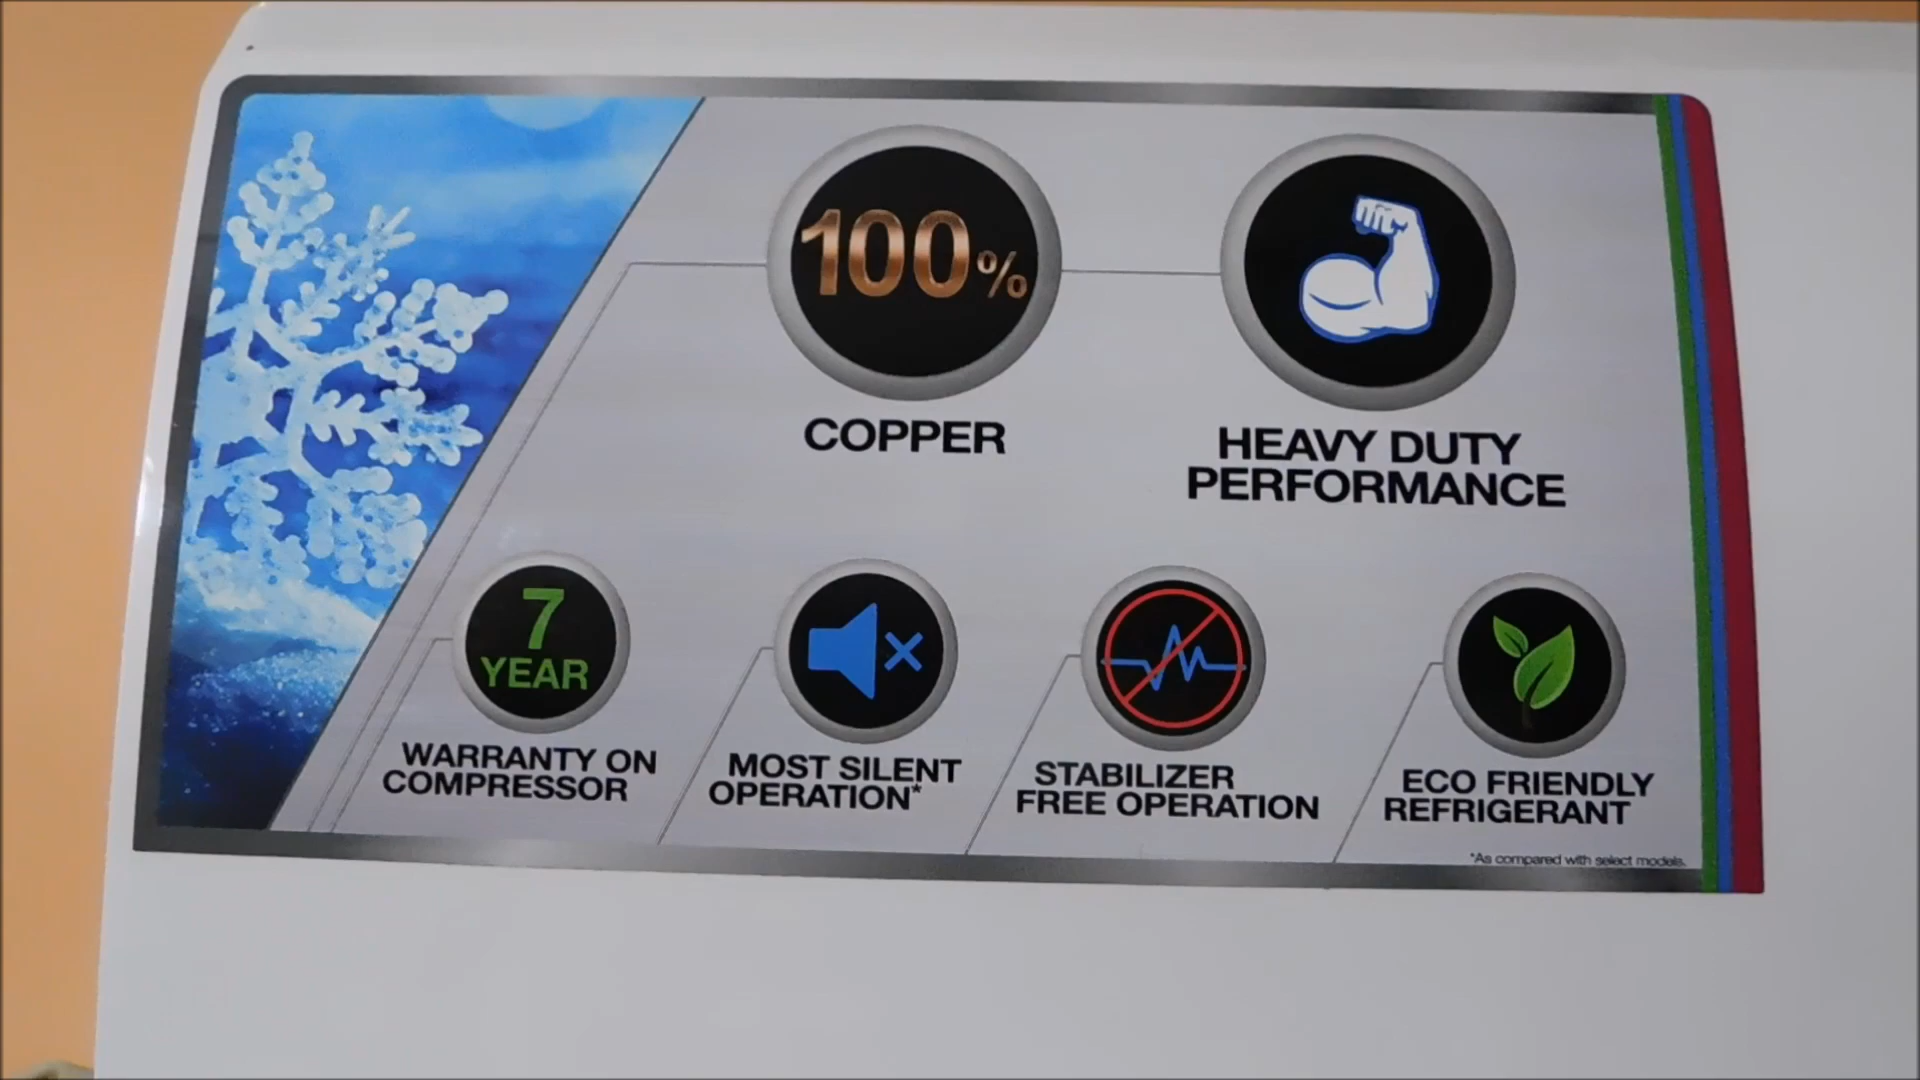 100%
COPPER
HEAVY DUTY
PERFORMANCE
7
YEAR
WARRANTY ON
COMPRESSOR
MOST SILENT
OPERATION*
STABILIZER
FREE OPERATION
ECO FRIENDLY
REFRIGERANT
*As compared with select models.